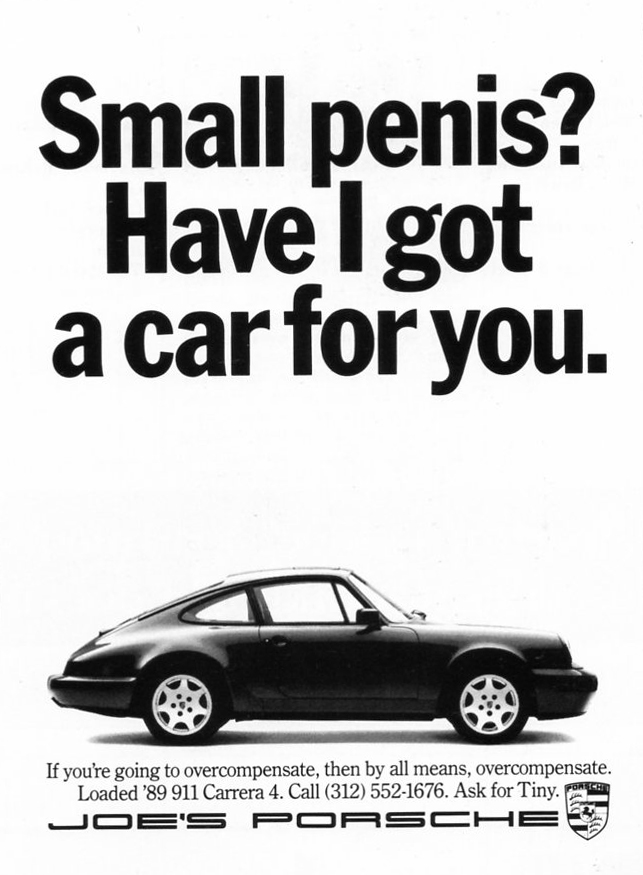 Small penis?
Have I got
a car for you.
If you're going to overcompensate, then by all means, overcompensate.
Loaded '89 911 Carrera 4. Call (312) 552-1676. Ask for Tiny.
PORSCHE
JOE'S PORSCHE